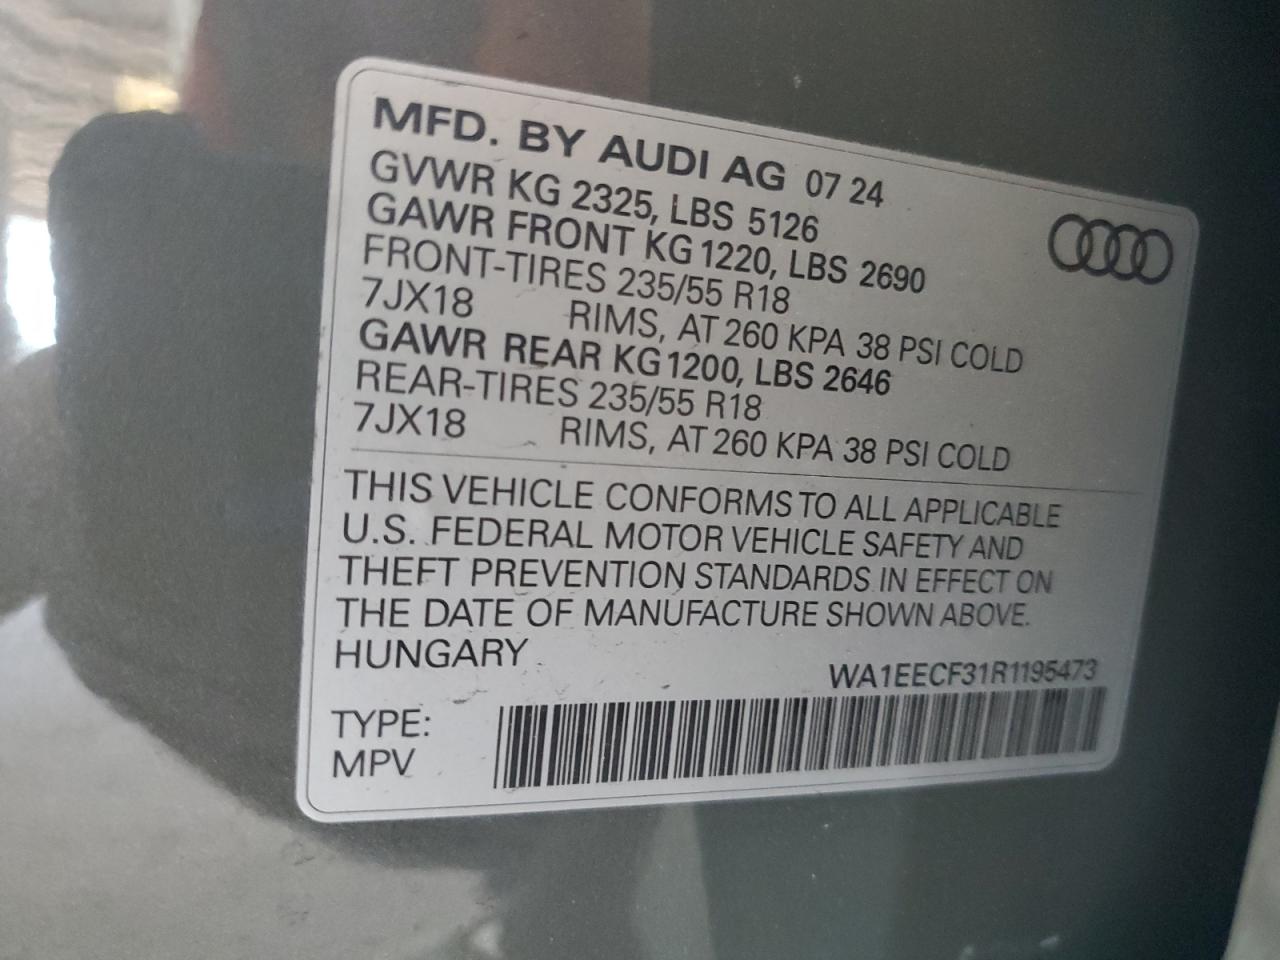 MFD. BY AUDI AG 07 24
GVWR KG 2325, LBS 5126
GAWR FRONT KG 1220, LBS 2690
FRONT-TIRES 235/55 R18
7JX18 RIMS, AT 260 KPA 38 PSI COLD
GAWR REAR KG 1200, LBS 2646
REAR-TIRES 235/55 R18
7JX18 RIMS, AT 260 KPA 38 PSI COLD
THIS VEHICLE CONFORMS TO ALL APPLICABLE
U.S. FEDERAL MOTOR VEHICLE SAFETY AND
THEFT PREVENTION STANDARDS IN EFFECT ON
THE DATE OF MANUFACTURE SHOWN ABOVE.
HUNGARY
WA1EECF31R1195473
TYPE:
MPV